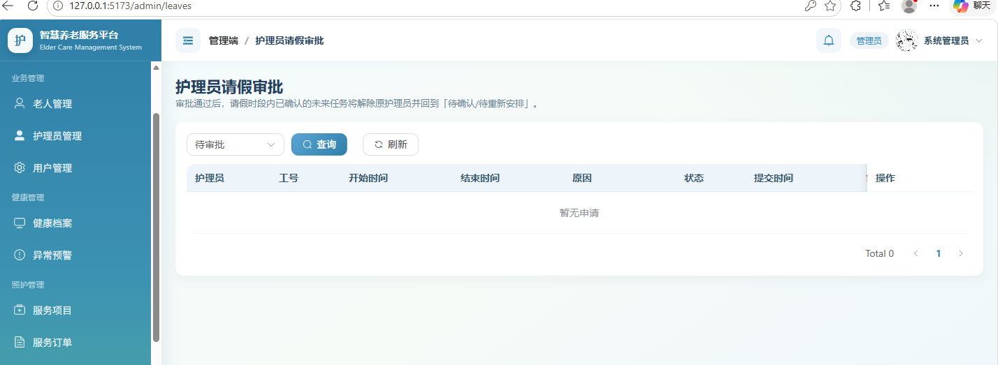 127.0.0.1:5173/admin/leaves
聊天
护
智慧养老服务平台
Elder Care Management System
管理端 / 护理员请假审批
管理员
系统管理员
业务管理
老人管理
护理员管理
用户管理
健康管理
健康档案
异常预警
照护管理
服务项目
服务订单
护理员请假审批
审批通过后，请假时段内已确认的未来任务将解除原护理员并回到「待确认/待重新安排」。
待审批
查询
刷新
护理员 工号 开始时间 结束时间 原因 状态 提交时间 操作
暂无申请
Total 0
1